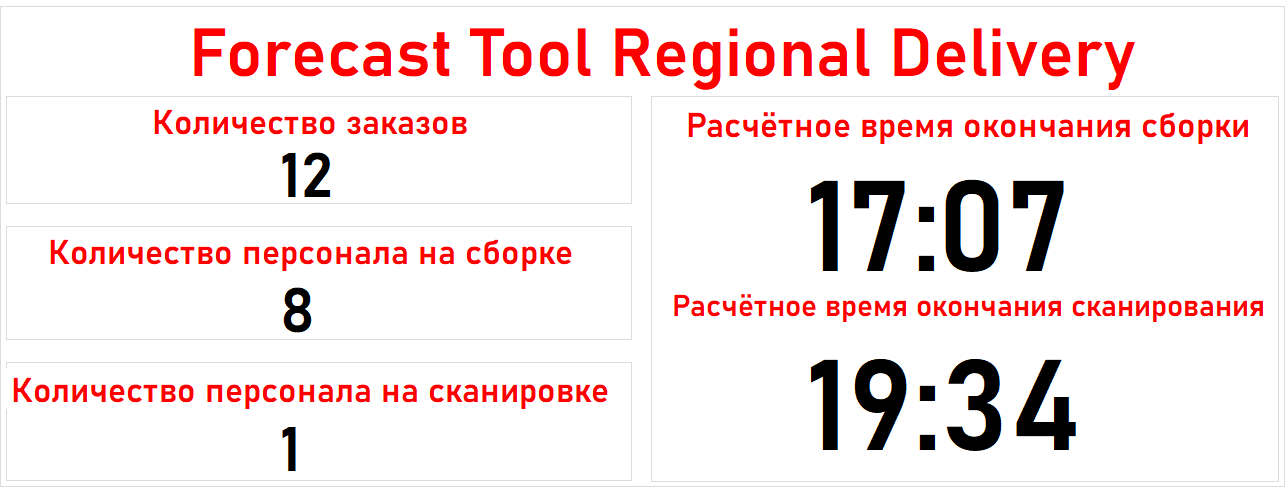 Forecast Tool Regional Delivery
Количество заказов
12
Количество персонала на сборке
8
Количество персонала на сканировке
1
Расчётное время окончания сборки
17:07
Расчётное время окончания сканирования
19:34